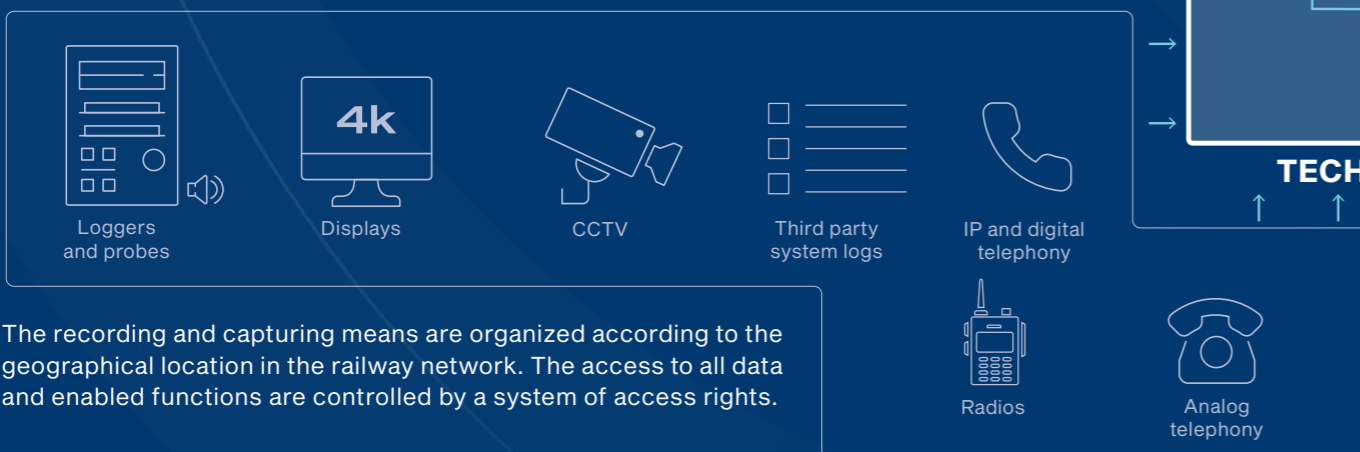 4k
TECH
Loggers
and probes
Displays
CCTV
Third party
system logs
IP and digital
telephony
The recording and capturing means are organized according to the
geographical location in the railway network. The access to all data
and enabled functions are controlled by a system of access rights.
Radios
Analog
telephony